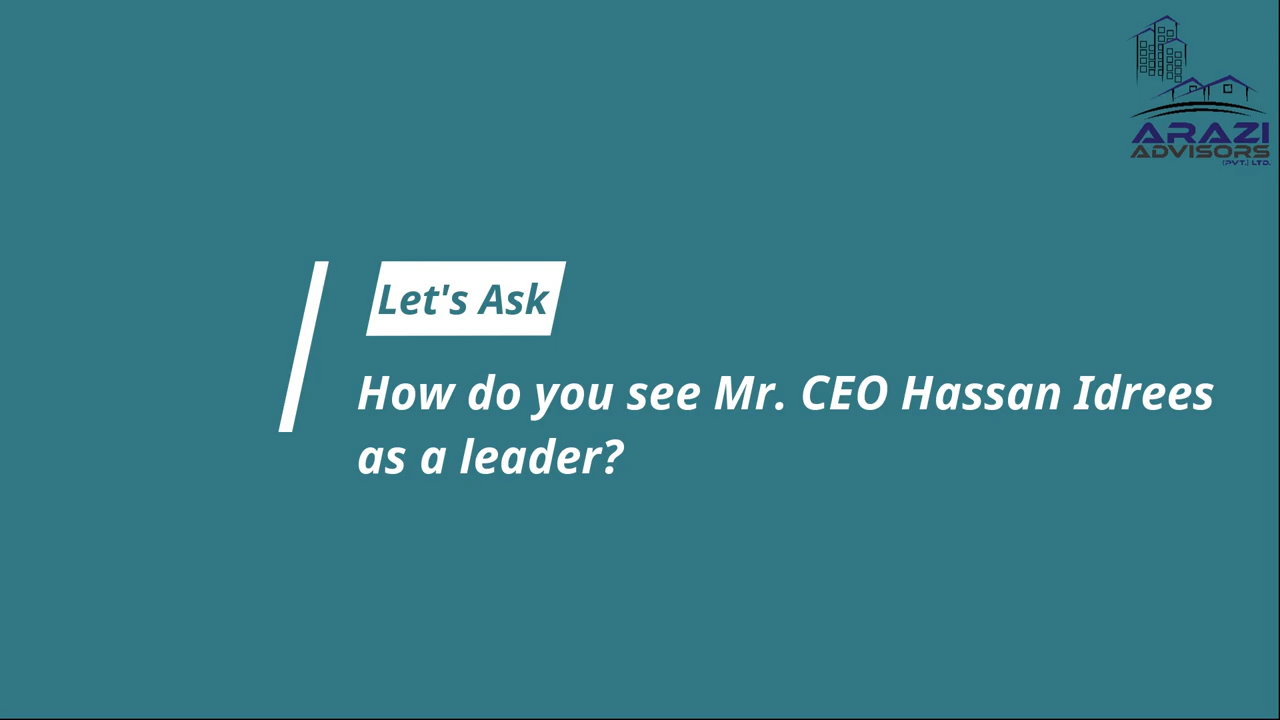 ARAZI
ADVISORS
(PVT.) LTD.
Let's Ask
How do you see Mr. CEO Hassan Idrees
as a leader?